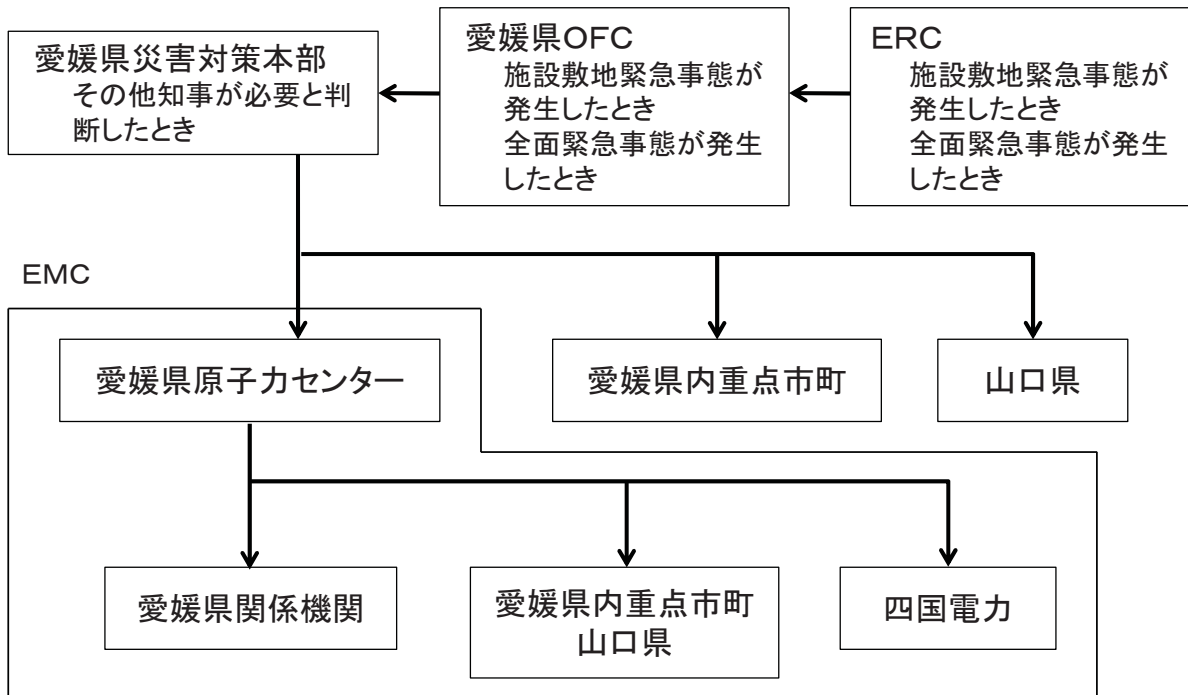 愛媛県災害対策本部
その他知事が必要と判
断したとき
愛媛県OFC
施設敷地緊急事態が
発生したとき
全面緊急事態が発生
したとき
ERC
施設敷地緊急事態が
発生したとき
全面緊急事態が発生
したとき
EMC
愛媛県原子力センター
愛媛県内重点市町
山口県
愛媛県関係機関
愛媛県内重点市町
山口県
四国電力